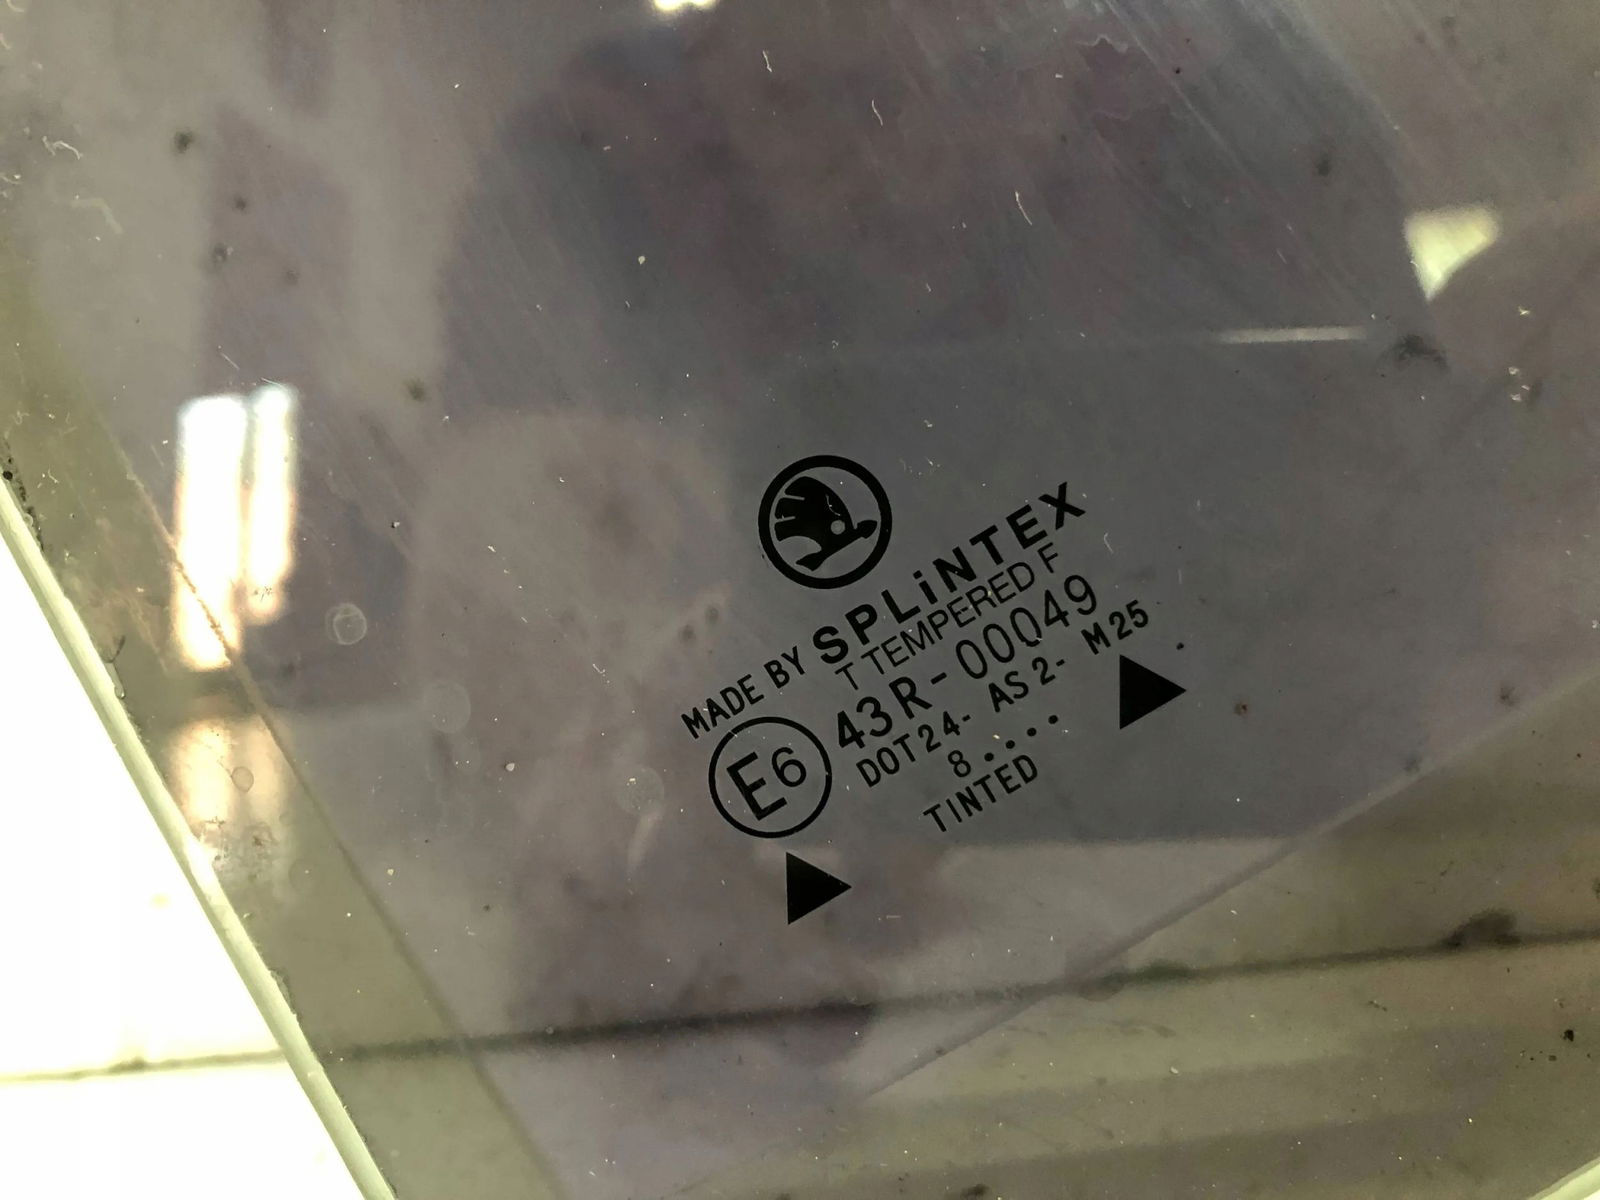 MADE BY SPLiNTEX
T TEMPERED F
E6 43R-00049
DOT24- AS2- M25
8....
TINTED